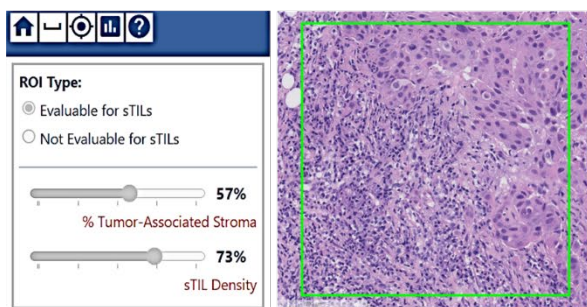 ROI Type:
Evaluable for sTILs
Not Evaluable for sTILs
57%
% Tumor-Associated Stroma
73%
sTIL Density